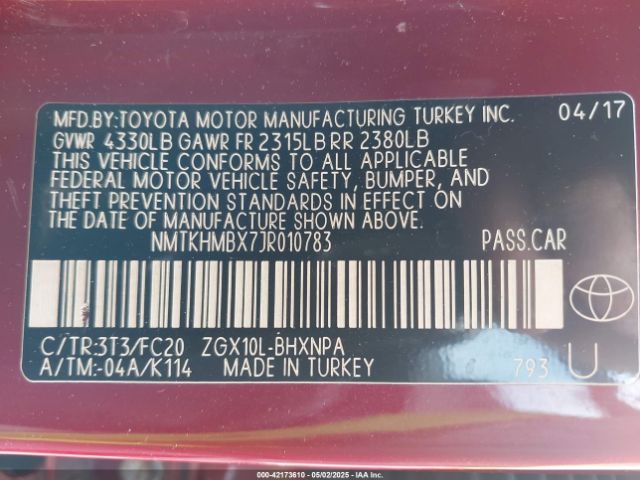 MFD.BY:TOYOTA MOTOR MANUFACTURING TURKEY INC. 04/17
GVWR 4330LB GAWR FR 2315LB RR 2380LB
THIS VEHICLE CONFORMS TO ALL APPLICABLE
FEDERAL MOTOR VEHICLE SAFETY, BUMPER, AND
THEFT PREVENTION STANDARDS IN EFFECT ON
THE DATE OF MANUFACTURE SHOWN ABOVE.
NMTKHMBX7JR010783 PASS.CAR
C/TR:3T3/FC20 ZGX10L-BHXNPA
A/TM:-04A/K114 MADE IN TURKEY 793 U
000-42173610 - 05/02/2025 - IAA Inc.